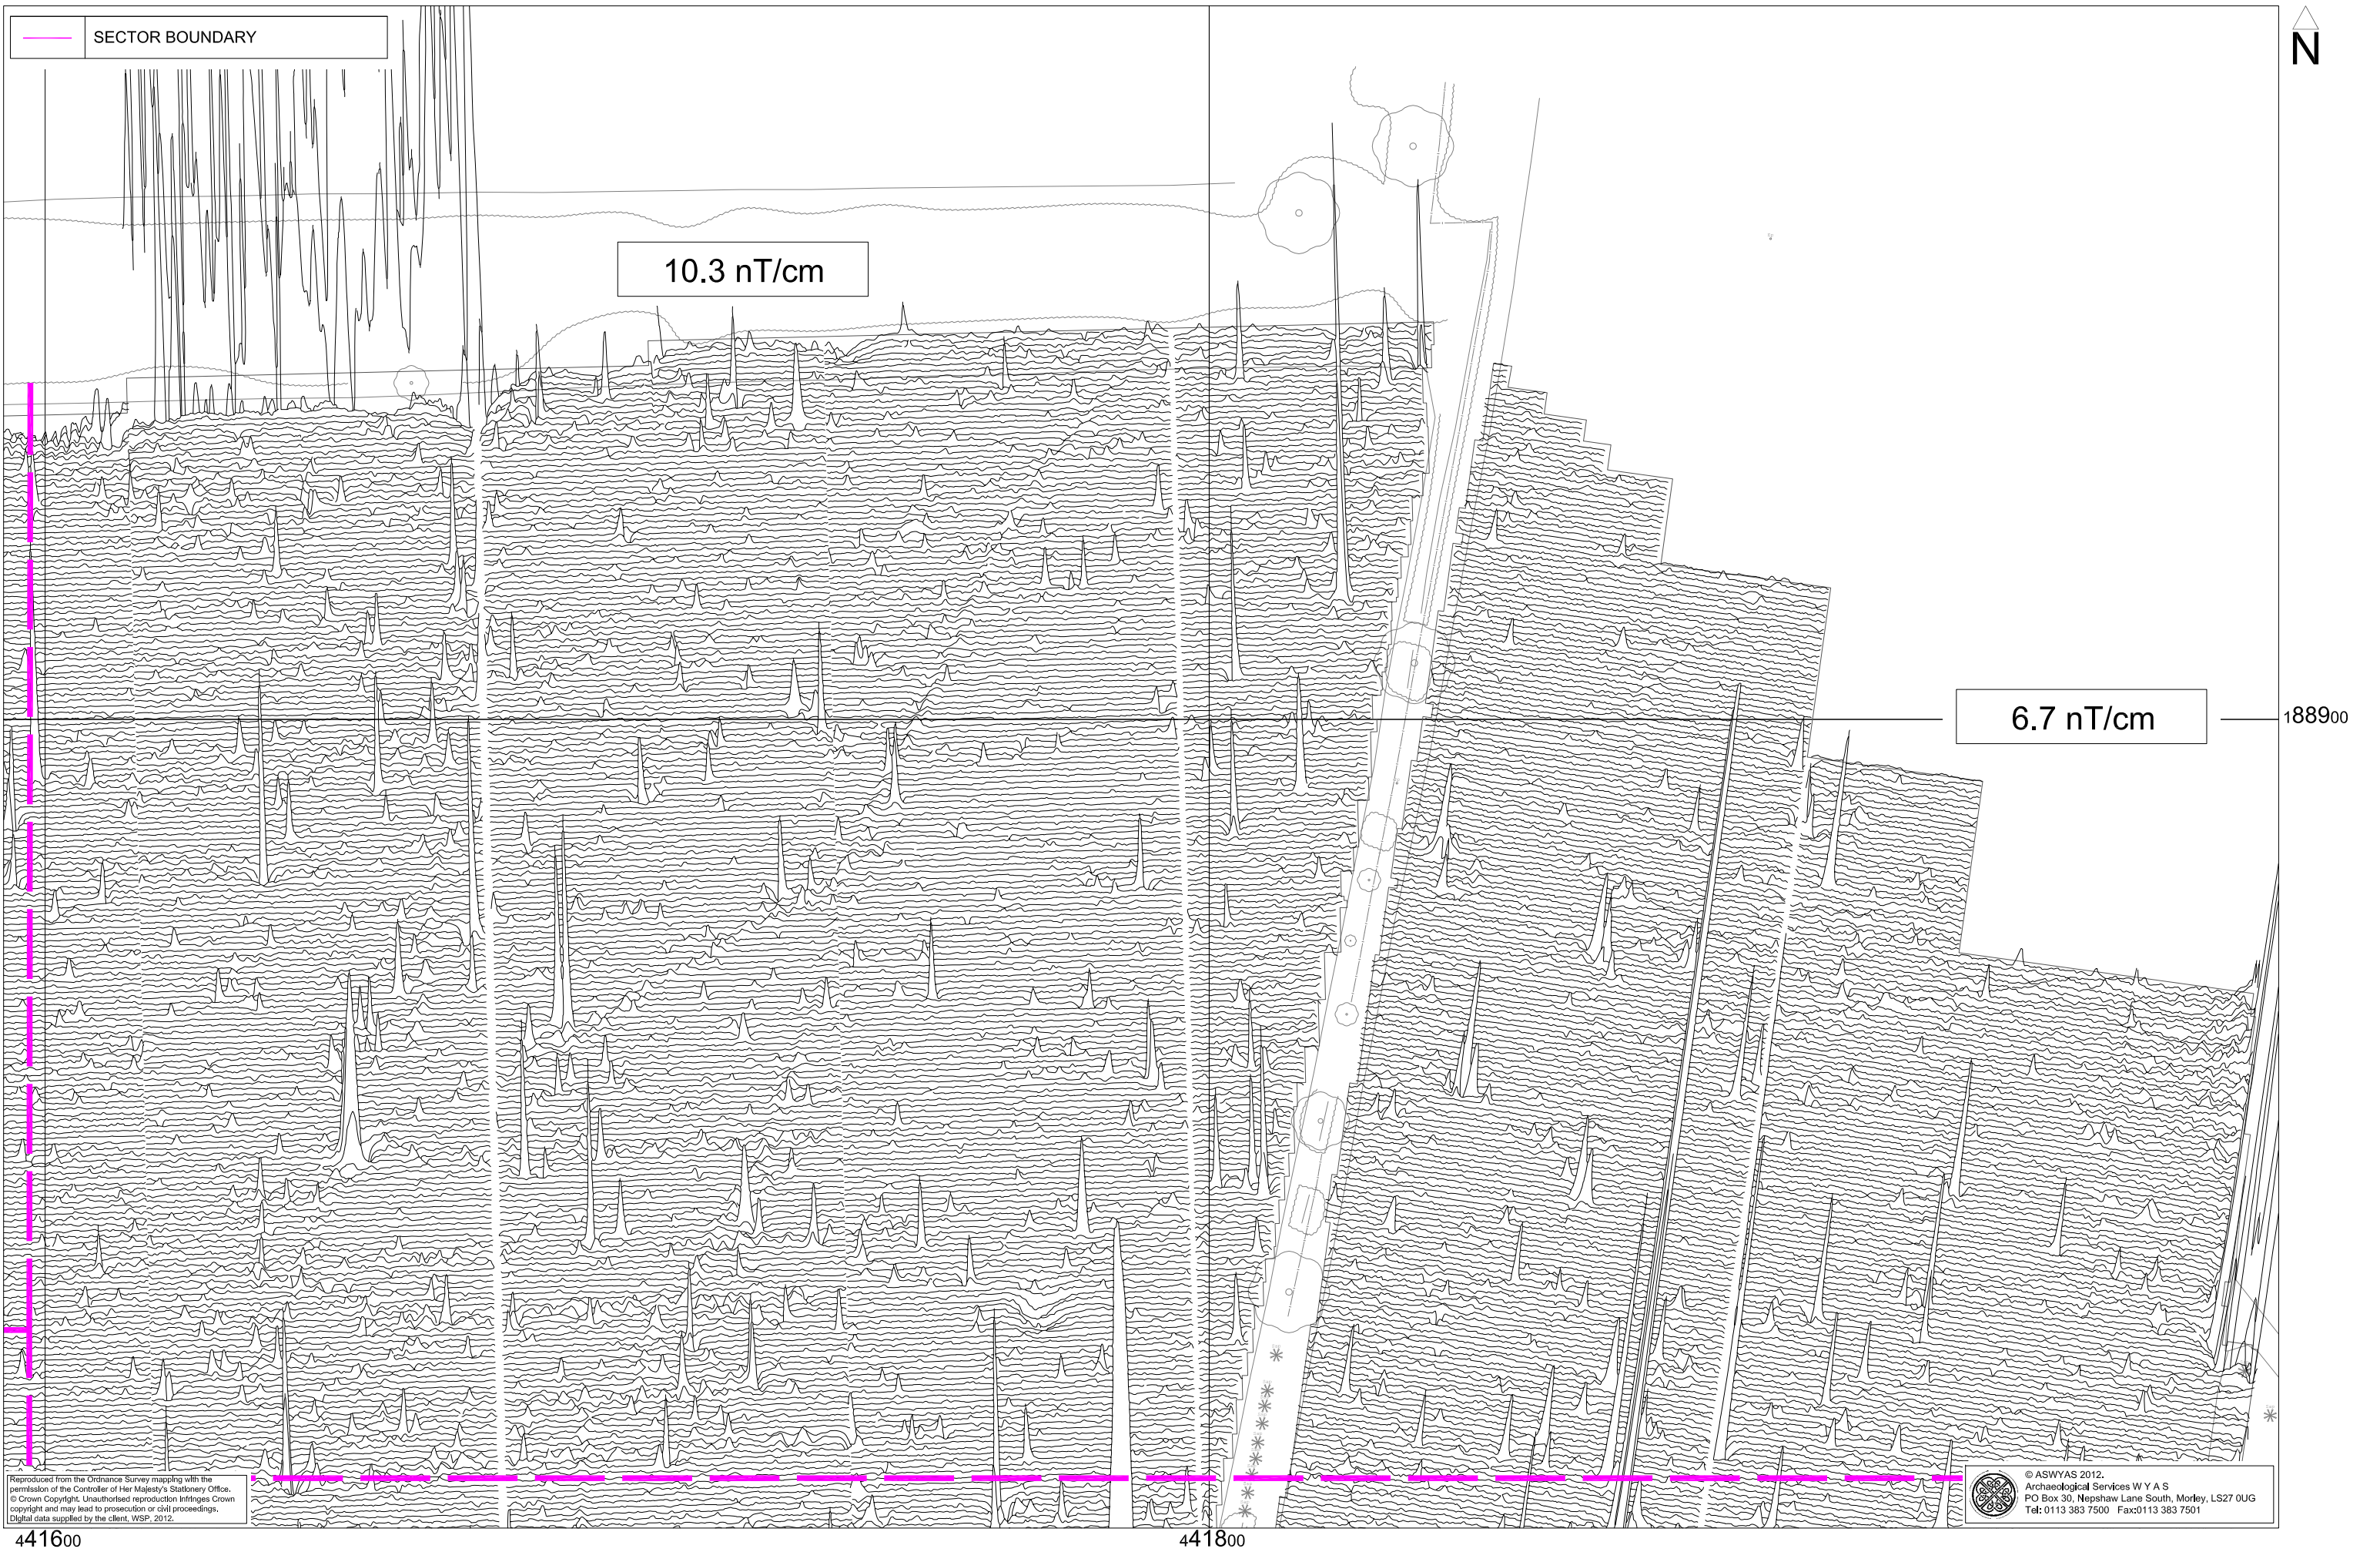 SECTOR BOUNDARY
N
10.3 nT/cm
6.7 nT/cm
188900
Reproduced from the Ordnance Survey mapping with the
permission of the Controller of Her Majesty's Stationery Office.
© Crown Copyright. Unauthorised reproduction infringes Crown
copyright and may lead to prosecution or civil proceedings.
Digital data supplied by the client, WSP, 2012.
© ASWYAS 2012.
Archaeological Services W Y A S
PO Box 30, Nepshaw Lane South, Morley, LS27 0UG
Tel: 0113 383 7500 Fax:0113 383 7501
441600
441800